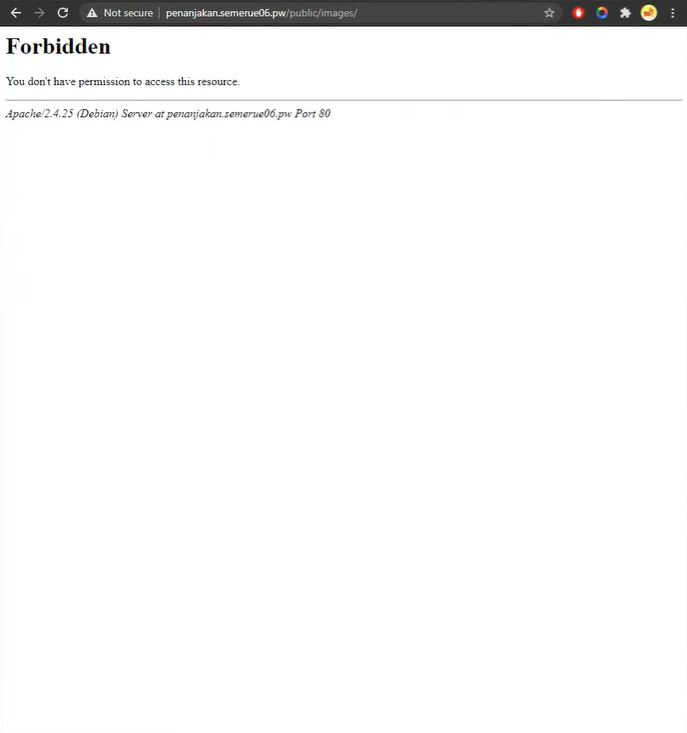 Not secure | penanjakan.semerue06.pw/public/images/
Forbidden
You don't have permission to access this resource.
Apache/2.4.25 (Debian) Server at penanjakan.semerue06.pw Port 80